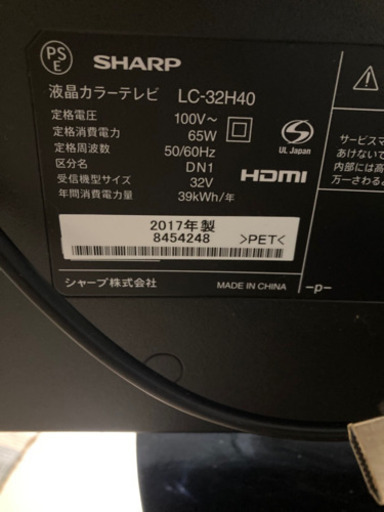 PS
E
SHARP
液晶カラーテレビ LC-32H40
定格電圧 100V～
定格消費電力 65W
定格周波数 50/60Hz
区分名 DN1
受信機型サイズ 32V
年間消費電力量 39kWh/年
UL Japan
HDMI
2017年製
8454248 >PET<
シャープ株式会社 MADE IN CHINA
-p-
サービスマ
あけないで
内部には高
万一さわると